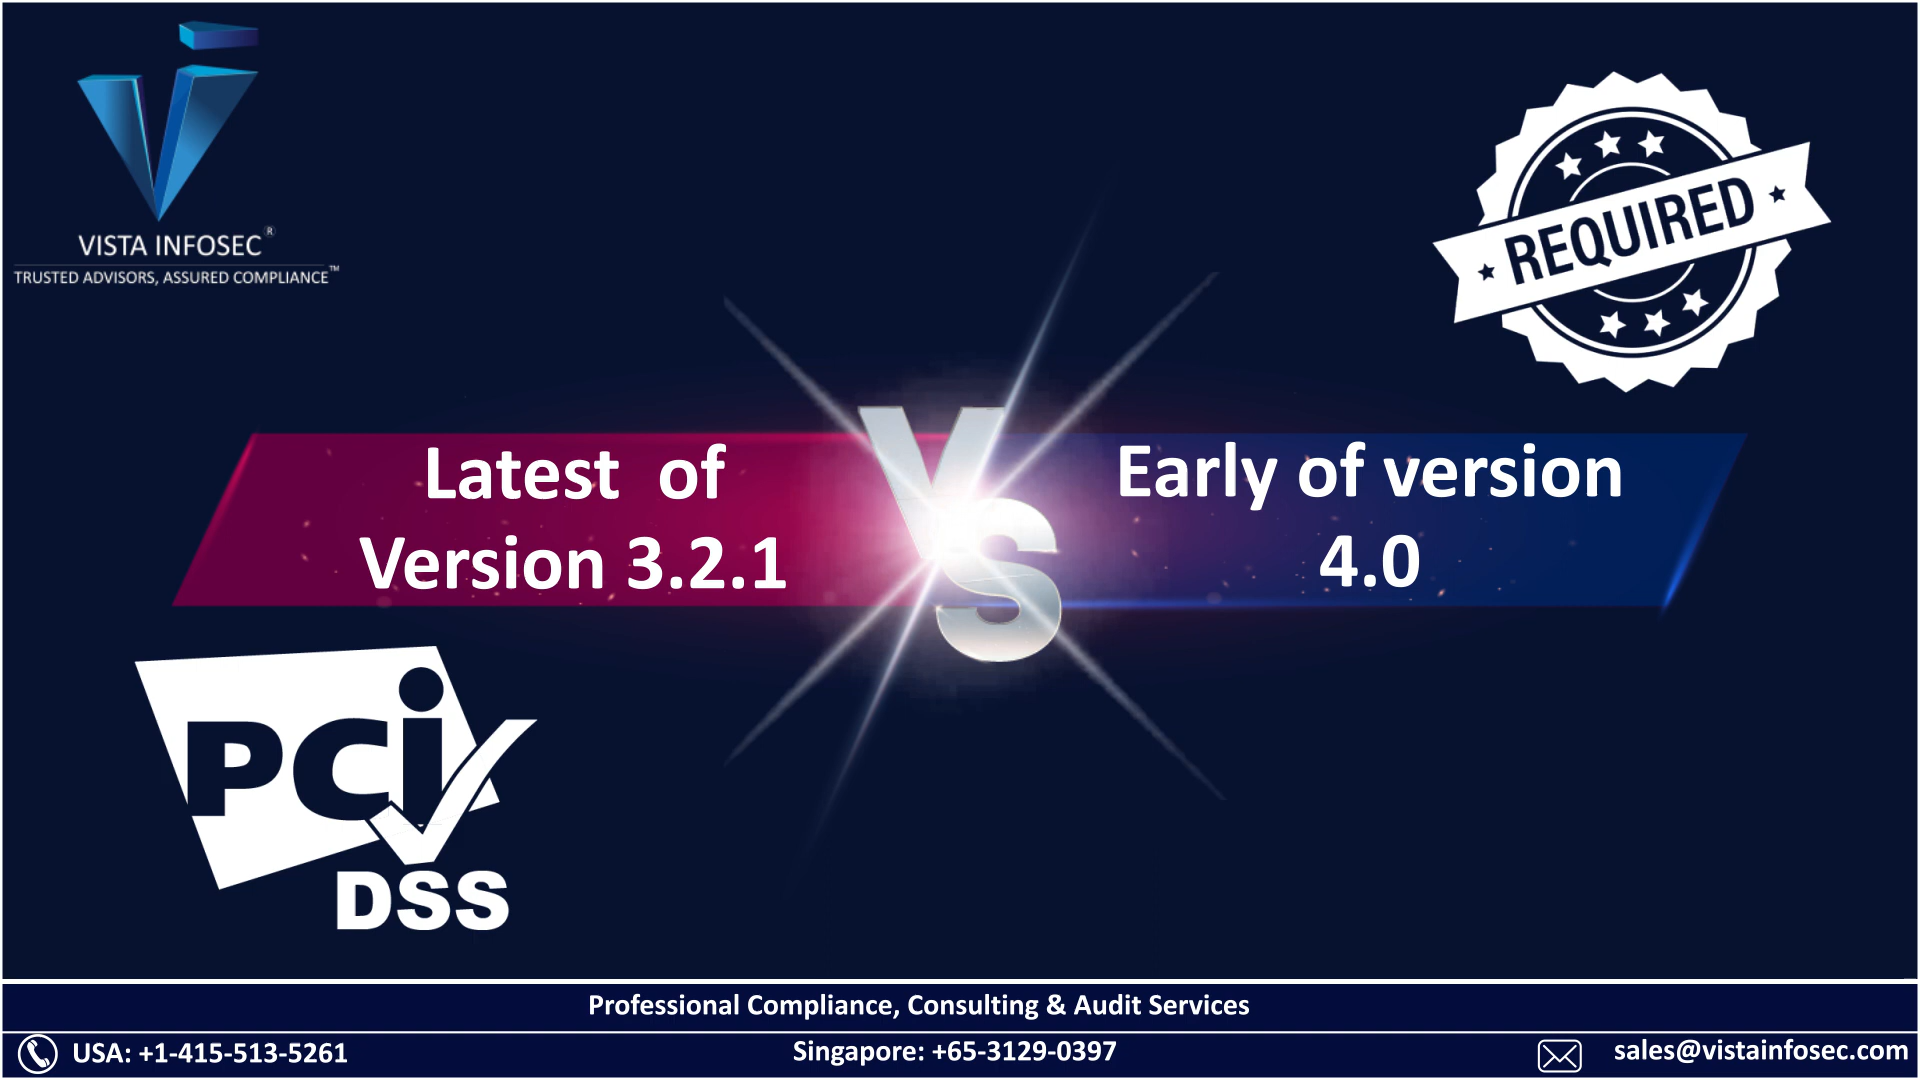 VISTA INFOSEC®
TRUSTED ADVISORS, ASSURED COMPLIANCE™
REQUIRED
Latest of
Version 3.2.1
VS
Early of version
4.0
PCi
DSS
Professional Compliance, Consulting & Audit Services
USA: +1-415-513-5261
Singapore: +65-3129-0397
sales@vistainfosec.com